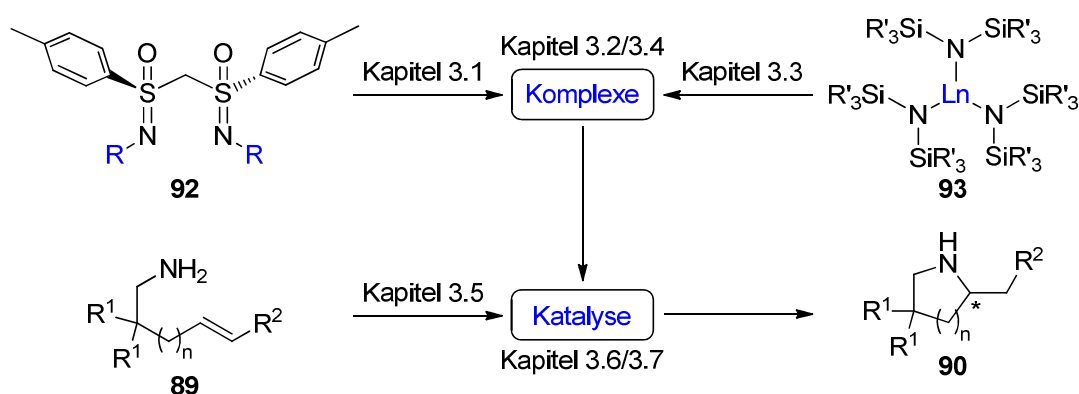 O
O
S
S
N
N
R
R
92
Kapitel 3.1
Kapitel 3.2/3.4
Komplexe
Kapitel 3.3
R'₃Si
SiR'₃
N
R'₃Si
Ln
SiR'₃
N
N
SiR'₃
SiR'₃
93
NH₂
R¹
R¹
( )n
R²
89
Kapitel 3.5
Katalyse
Kapitel 3.6/3.7
H
N
R²
R¹
R¹
( )n
*
90